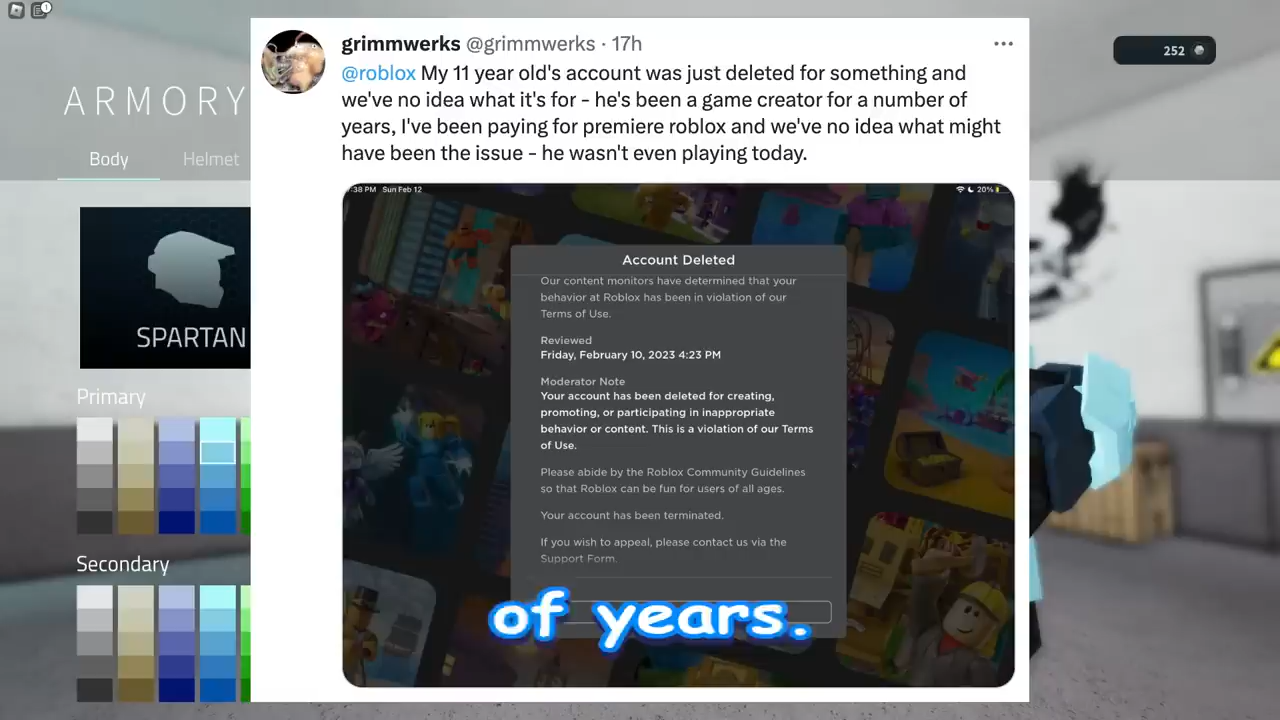 1
252
ARMORY
Body
Helmet
SPARTAN
Primary
Secondary
grimmwerks @grimmwerks · 17h
@roblox My 11 year old's account was just deleted for something and
we've no idea what it's for - he's been a game creator for a number of
years, I've been paying for premiere roblox and we've no idea what might
have been the issue - he wasn't even playing today.
:38 PM Sun Feb 12
20%
Account Deleted
Our content monitors have determined that your
behavior at Roblox has been in violation of our
Terms of Use.
Reviewed
Friday, February 10, 2023 4:23 PM
Moderator Note
Your account has been deleted for creating,
promoting, or participating in inappropriate
behavior or content. This is a violation of our Terms
of Use.
Please abide by the Roblox Community Guidelines
so that Roblox can be fun for users of all ages.
Your account has been terminated.
If you wish to appeal, please contact us via the
Support Form.
of years.